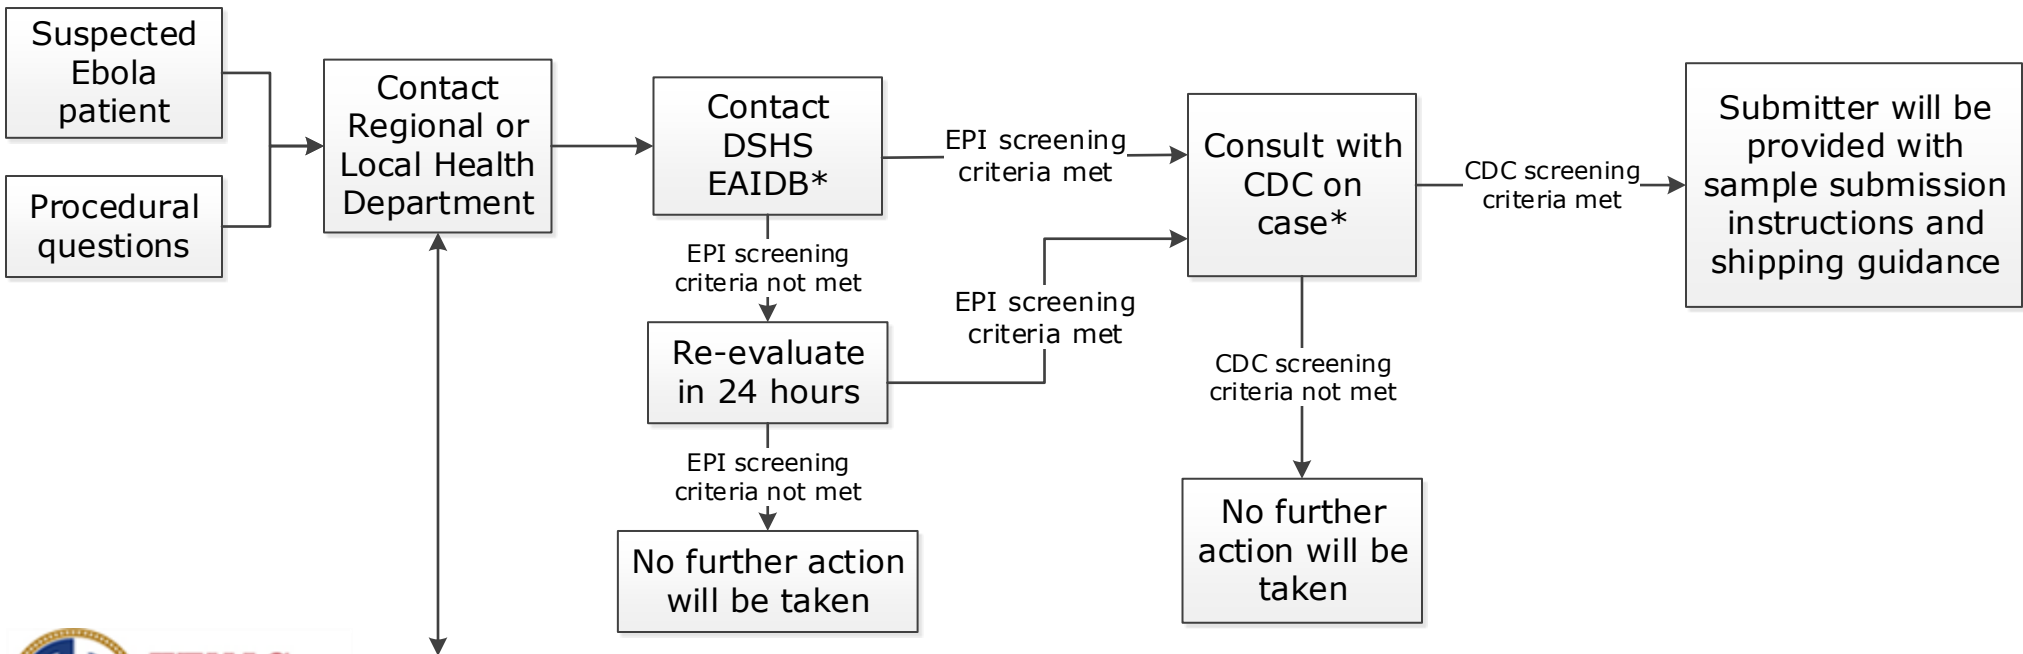 Suspected
Ebola
patient
Procedural
questions
Contact
Regional or
Local Health
Department
Contact
DSHS
EAIDB*
EPI screening
criteria met
EPI screening
criteria not met
Re-evaluate
in 24 hours
EPI screening
criteria met
EPI screening
criteria not met
No further action
will be taken
Consult with
CDC on
case*
CDC screening
criteria met
CDC screening
criteria not met
No further
action will be
taken
Submitter will be
provided with
sample submission
instructions and
shipping guidance